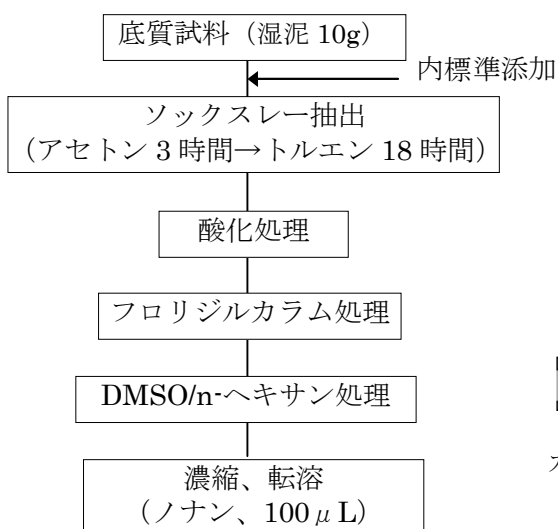 底質試料（湿泥 10g）
内標準添加
ソックスレー抽出
（アセトン 3 時間→トルエン 18 時間）
酸化処理
フロリジルカラム処理
DMSO/n-ヘキサン処理
濃縮、転溶
（ノナン、100μL）